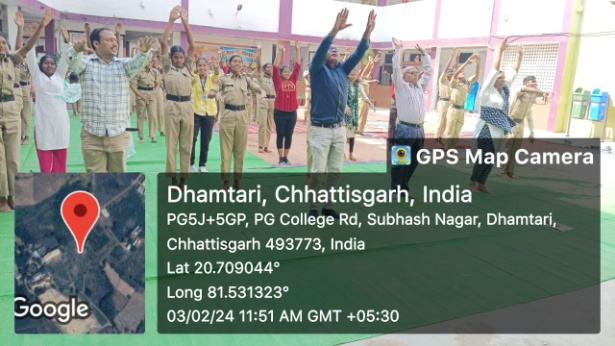 GPS Map Camera
Dhamtari, Chhattisgarh, India
PG5J+5GP, PG College Rd, Subhash Nagar, Dhamtari,
Chhattisgarh 493773, India
Lat 20.709044°
Long 81.531323°
03/02/24 11:51 AM GMT +05:30
Google